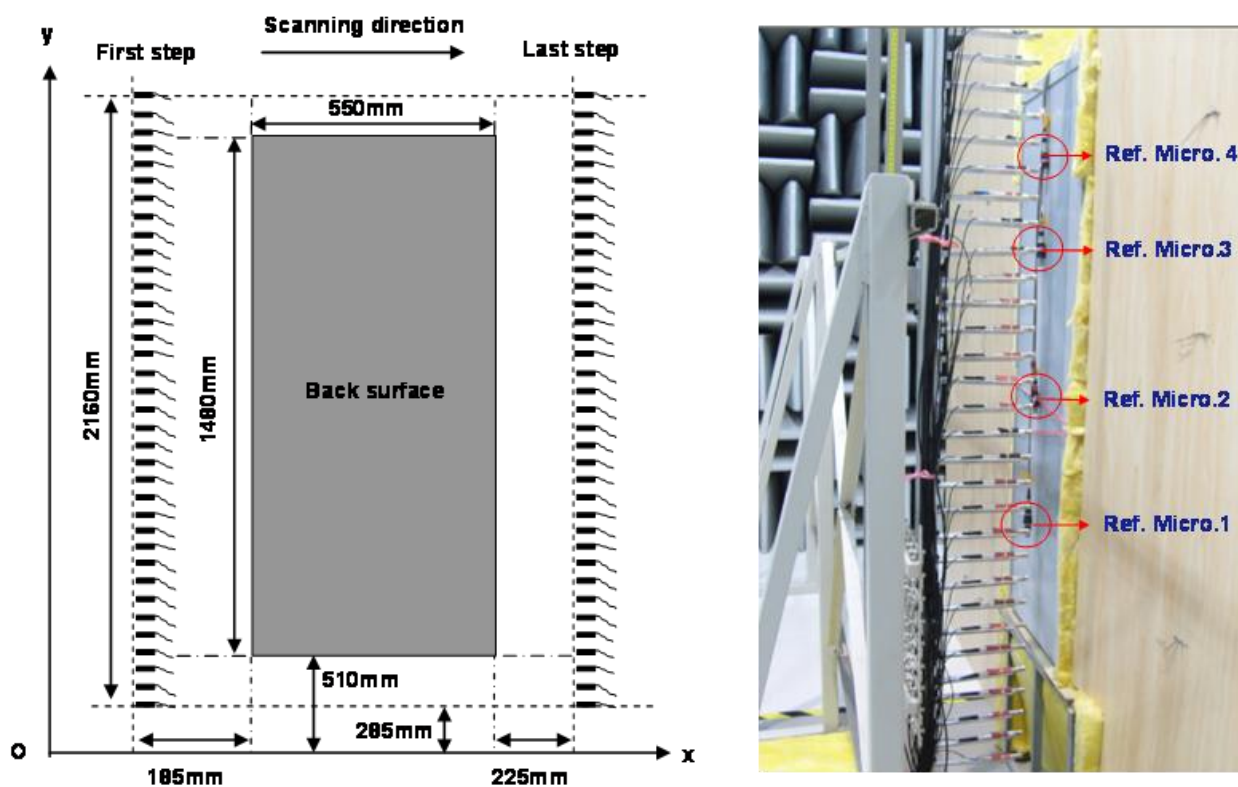 y
Scanning direction
First step
Last step
550mm
2160mm
1480mm
Back surface
510mm
285mm
O
x
185mm
225mm
Ref. Micro. 4
Ref. Micro.3
Ref. Micro.2
Ref. Micro.1